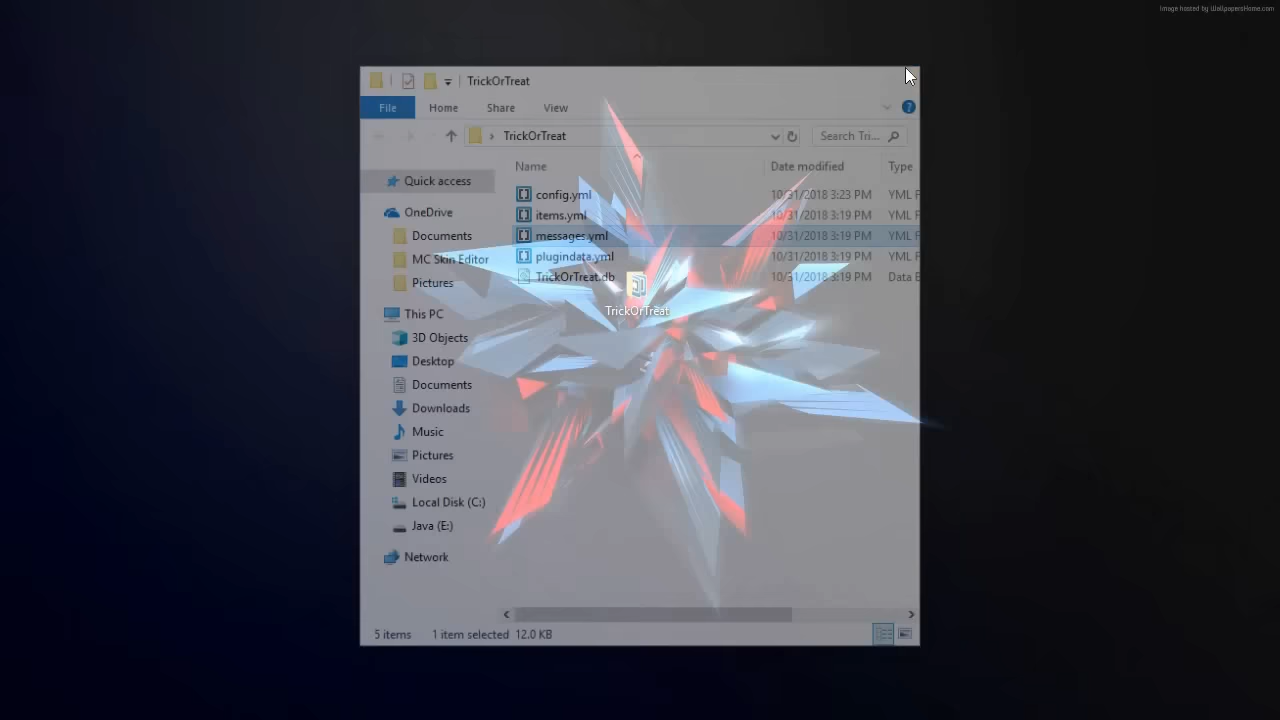 Image hosted by WallpapersHome.com
TrickOrTreat
File Home Share View
TrickOrTreat Search Tri...
Name Date modified Type
Quick access
OneDrive
Documents
MC Skin Editor
Pictures
This PC
3D Objects
Desktop
Documents
Downloads
Music
Pictures
Videos
Local Disk (C:)
Java (E:)
Network
config.yml 10/31/2018 3:23 PM YML F
items.yml 10/31/2018 3:19 PM YML F
messages.yml 10/31/2018 3:19 PM YML F
plugindata.yml 10/31/2018 3:19 PM YML F
TrickOrTreat.db 10/31/2018 3:19 PM Data B
TrickOrTreat
5 items 1 item selected 12.0 KB